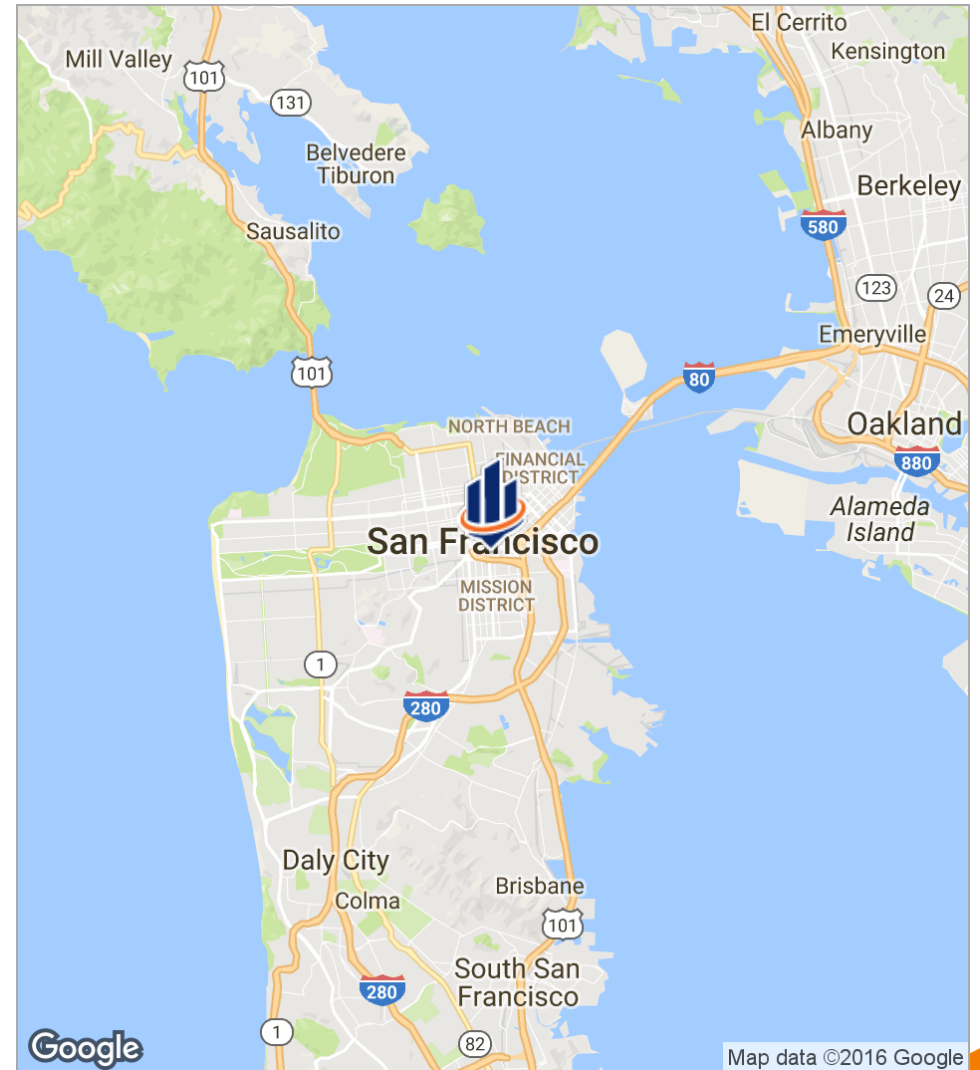 El Cerrito
Mill Valley
Kensington
101
131
Albany
Belvedere
Tiburon
Berkeley
580
Sausalito
123
24
Emeryville
101
80
Oakland
NORTH BEACH
FINANCIAL
DISTRICT
880
Alameda
Island
San Francisco
MISSION
DISTRICT
1
280
Daly City
Brisbane
Colma
101
South San
Francisco
280
1
82
Google
Map data ©2016 Google